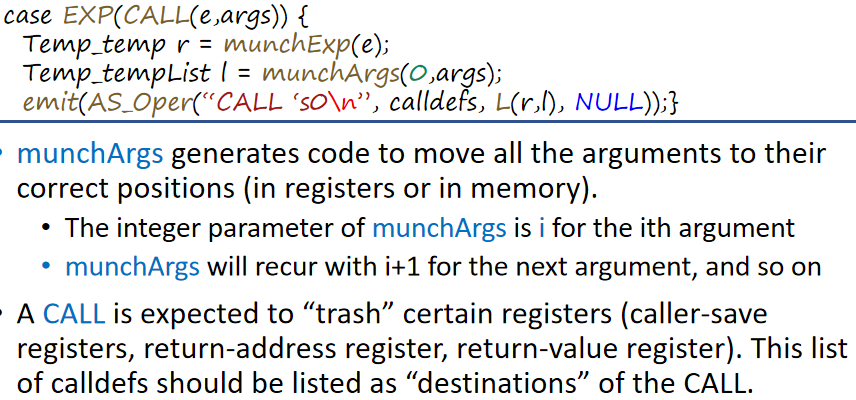 case EXP(CALL(e,args)) {
Temp_temp r = munchExp(e);
Temp_tempList l = munchArgs(0,args);
emit(AS_Oper(“CALL ‘s0\n”, calldefs, L(r,l), NULL));}
• munchArgs generates code to move all the arguments to their
correct positions (in registers or in memory).
• The integer parameter of munchArgs is i for the ith argument
• munchArgs will recur with i+1 for the next argument, and so on
• A CALL is expected to “trash” certain registers (caller-save
registers, return-address register, return-value register). This list
of calldefs should be listed as “destinations” of the CALL.